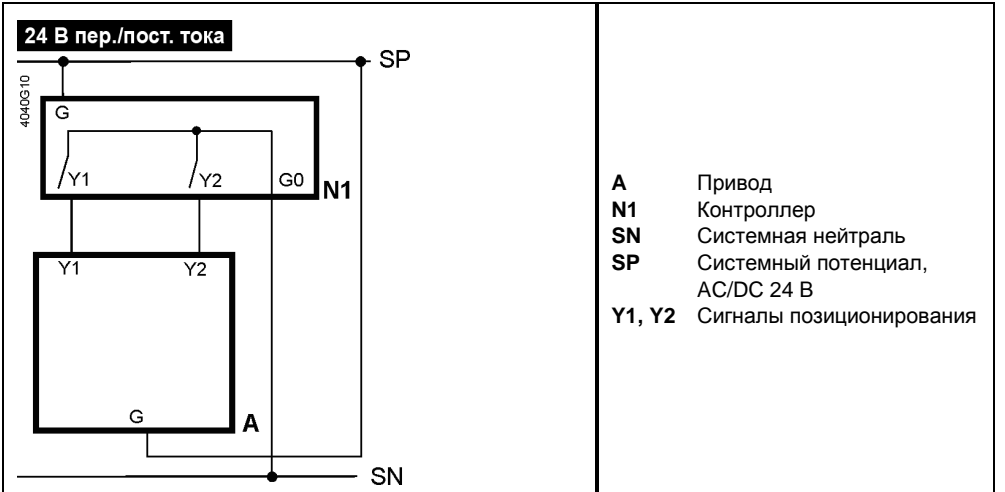 24 В пер./пост. тока
SP
4040G10
G
Y1
Y2
G0
N1
Y1
Y2
G
A
SN
A Привод
N1 Контроллер
SN Системная нейтраль
SP Системный потенциал,
AC/DC 24 В
Y1, Y2 Сигналы позиционирования